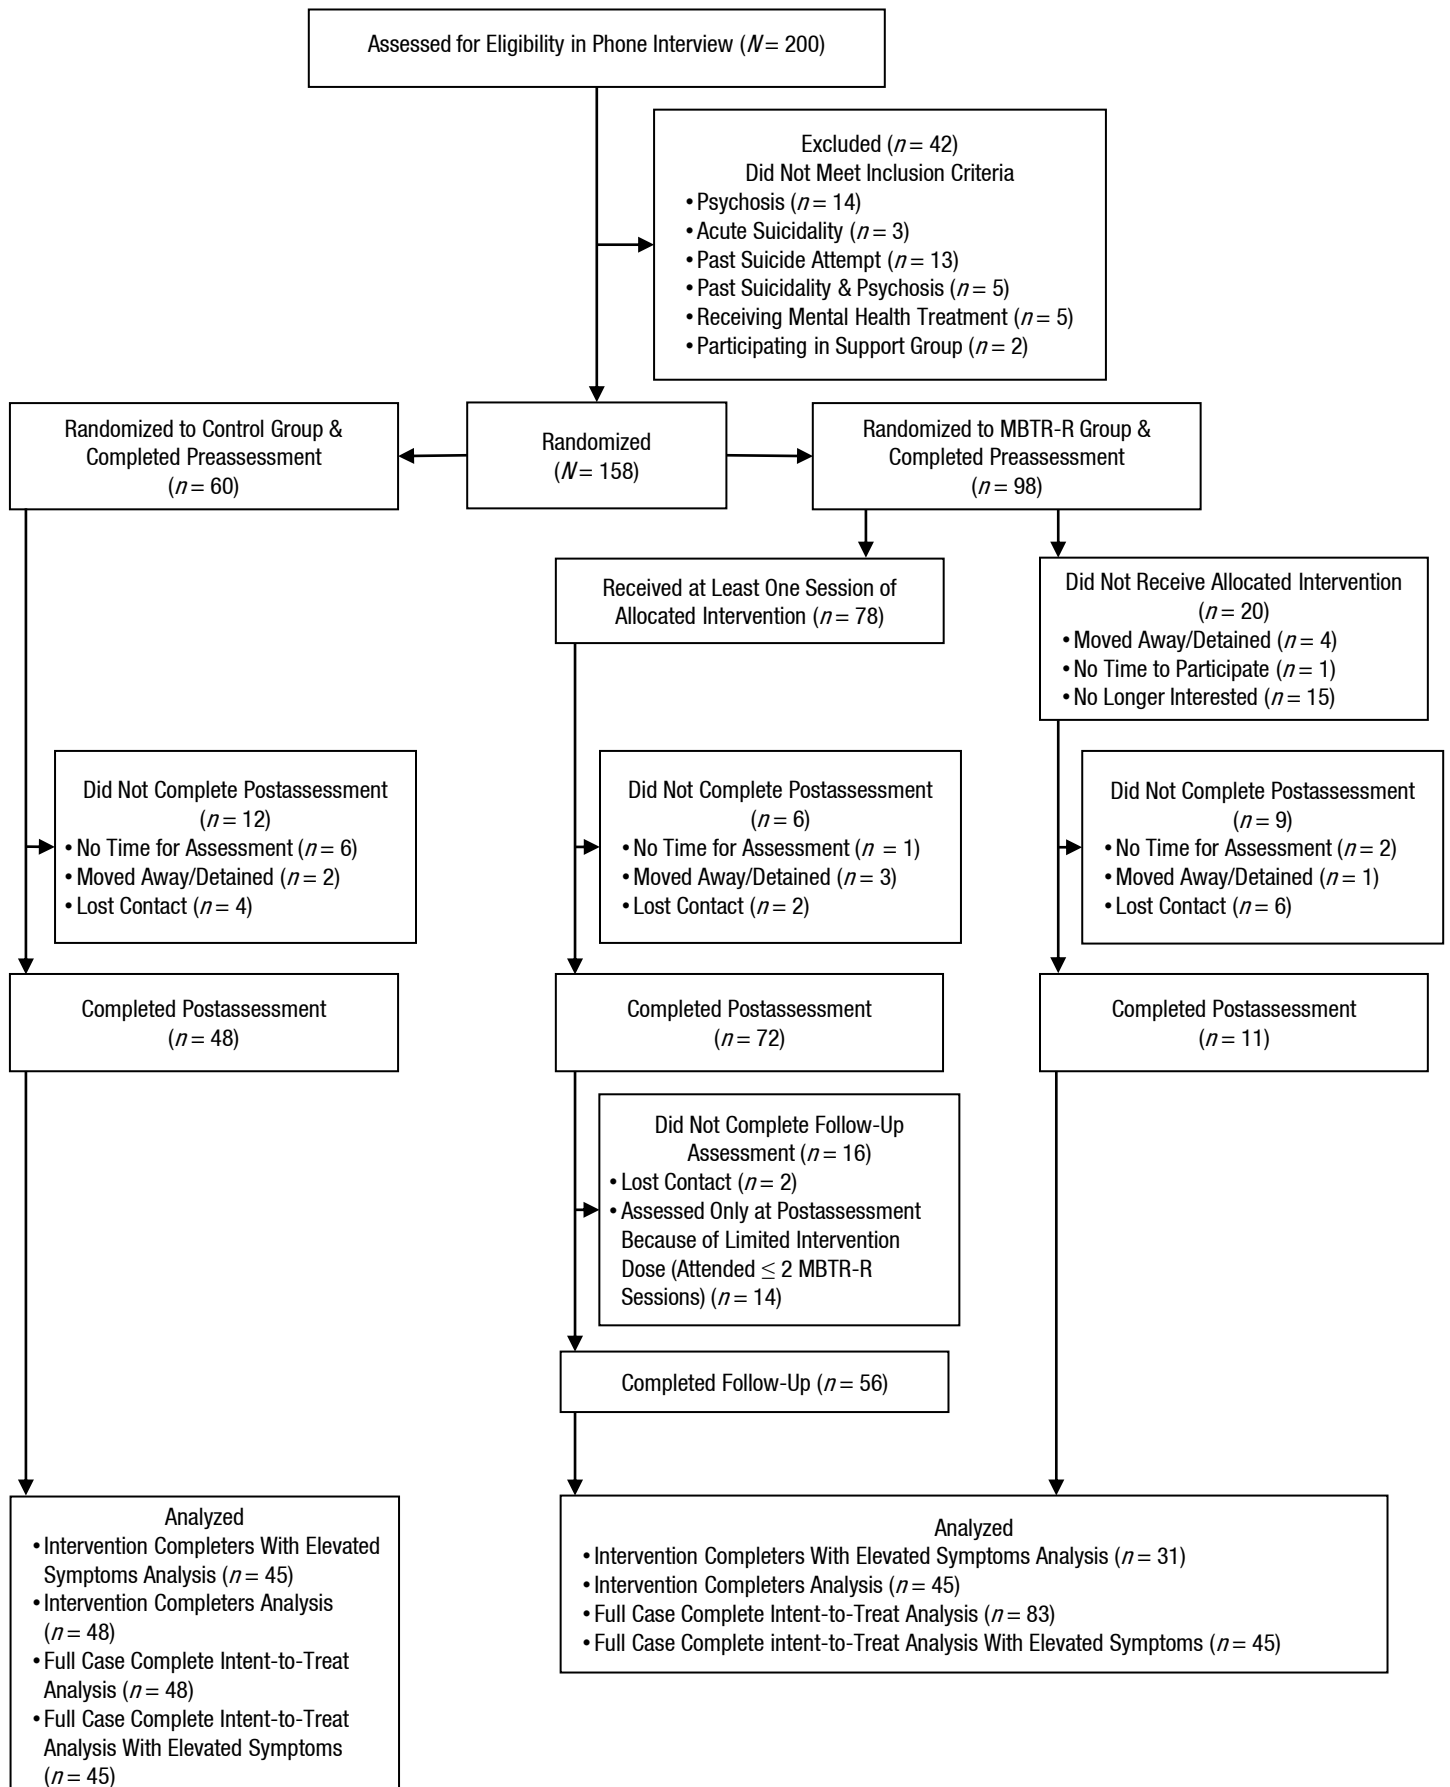 Assessed for Eligibility in Phone Interview (N = 200)
Excluded (n = 42)
Did Not Meet Inclusion Criteria
• Psychosis (n = 14)
• Acute Suicidality (n = 3)
• Past Suicide Attempt (n = 13)
• Past Suicidality & Psychosis (n = 5)
• Receiving Mental Health Treatment (n = 5)
• Participating in Support Group (n = 2)
Randomized to Control Group &
Completed Preassessment
(n = 60)
Randomized
(N = 158)
Randomized to MBTR-R Group &
Completed Preassessment
(n = 98)
Received at Least One Session of
Allocated Intervention (n = 78)
Did Not Receive Allocated Intervention
(n = 20)
• Moved Away/Detained (n = 4)
• No Time to Participate (n = 1)
• No Longer Interested (n = 15)
Did Not Complete Postassessment
(n = 12)
• No Time for Assessment (n = 6)
• Moved Away/Detained (n = 2)
• Lost Contact (n = 4)
Did Not Complete Postassessment
(n = 6)
• No Time for Assessment (n = 1)
• Moved Away/Detained (n = 3)
• Lost Contact (n = 2)
Did Not Complete Postassessment
(n = 9)
• No Time for Assessment (n = 2)
• Moved Away/Detained (n = 1)
• Lost Contact (n = 6)
Completed Postassessment
(n = 48)
Completed Postassessment
(n = 72)
Completed Postassessment
(n = 11)
Did Not Complete Follow-Up
Assessment (n = 16)
• Lost Contact (n = 2)
• Assessed Only at Postassessment
Because of Limited Intervention
Dose (Attended ≤ 2 MBTR-R
Sessions) (n = 14)
Completed Follow-Up (n = 56)
Analyzed
• Intervention Completers With Elevated
Symptoms Analysis (n = 45)
• Intervention Completers Analysis
(n = 48)
• Full Case Complete Intent-to-Treat
Analysis (n = 48)
• Full Case Complete Intent-to-Treat
Analysis With Elevated Symptoms
(n = 45)
Analyzed
• Intervention Completers With Elevated Symptoms Analysis (n = 31)
• Intervention Completers Analysis (n = 45)
• Full Case Complete Intent-to-Treat Analysis (n = 83)
• Full Case Complete intent-to-Treat Analysis With Elevated Symptoms (n = 45)